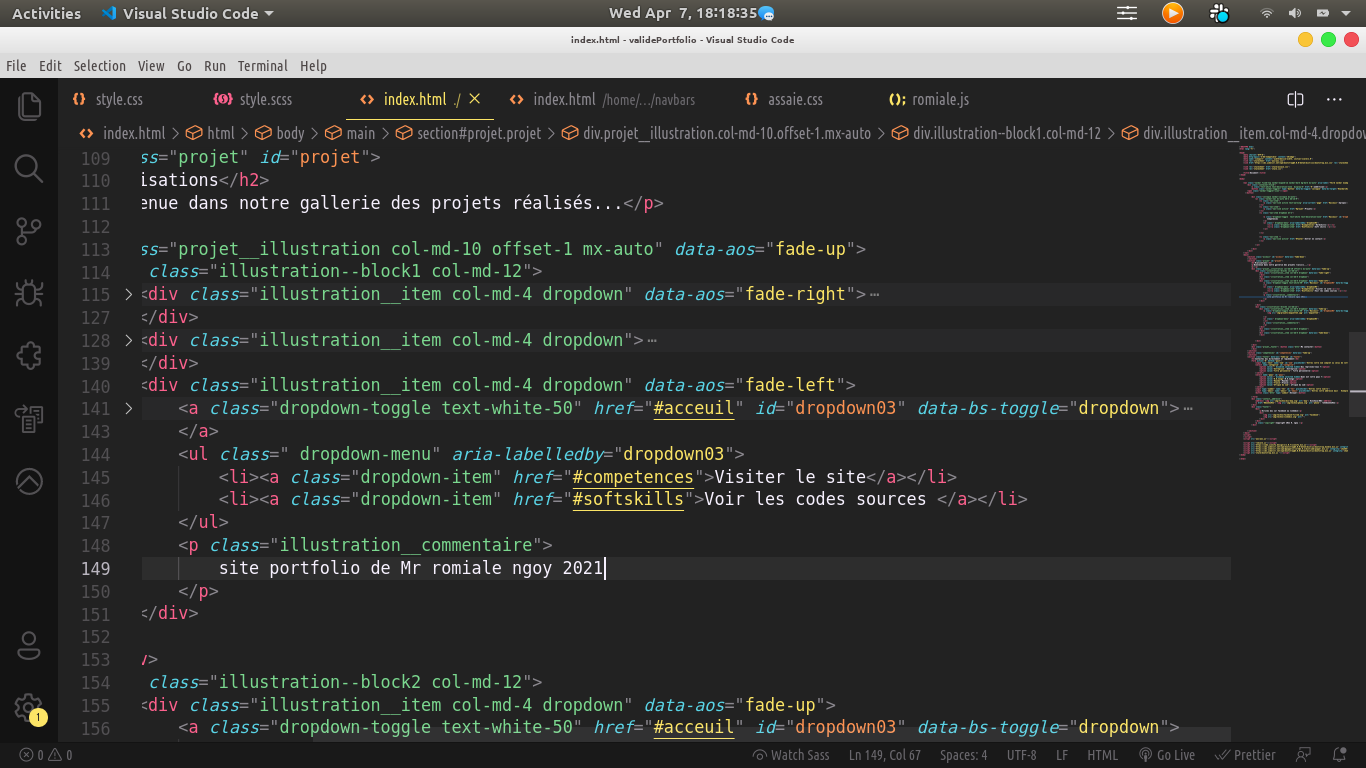 Activities Visual Studio Code Wed Apr 7, 18:18:35
index.html - validePortfolio - Visual Studio Code
File Edit Selection View Go Run Terminal Help
style.css style.scss index.html ./ index.html /home/.../navbars assaie.css romiale.js
index.html > html > body > main > section#projet.projet > div.projet__illustration.col-md-10.offset-1.mx-auto > div.illustration--block1.col-md-12 > div.illustration__item.col-md-4.dropdow
109 ss="projet" id="projet">
110 isations</h2>
111 enue dans notre gallerie des projets réalisés...</p>
112
113 ss="projet__illustration col-md-10 offset-1 mx-auto" data-aos="fade-up">
114 class="illustration--block1 col-md-12">
115 <div class="illustration__item col-md-4 dropdown" data-aos="fade-right">…
127 </div>
128 <div class="illustration__item col-md-4 dropdown">…
139 </div>
140 <div class="illustration__item col-md-4 dropdown" data-aos="fade-left">
141 <a class="dropdown-toggle text-white-50" href="#acceuil" id="dropdown03" data-bs-toggle="dropdown">…
143 </a>
144 <ul class=" dropdown-menu" aria-labelledby="dropdown03">
145 <li><a class="dropdown-item" href="#competences">Visiter le site</a></li>
146 <li><a class="dropdown-item" href="#softskills">Voir les codes sources </a></li>
147 </ul>
148 <p class="illustration__commentaire">
149 site portfolio de Mr romiale ngoy 2021
150 </p>
151 </div>
152
153 v>
154 class="illustration--block2 col-md-12">
155 <div class="illustration__item col-md-4 dropdown" data-aos="fade-up">
156 <a class="dropdown-toggle text-white-50" href="#acceuil" id="dropdown03" data-bs-toggle="dropdown">
1
0 0 Watch Sass Ln 149, Col 67 Spaces: 4 UTF-8 LF HTML Go Live Prettier